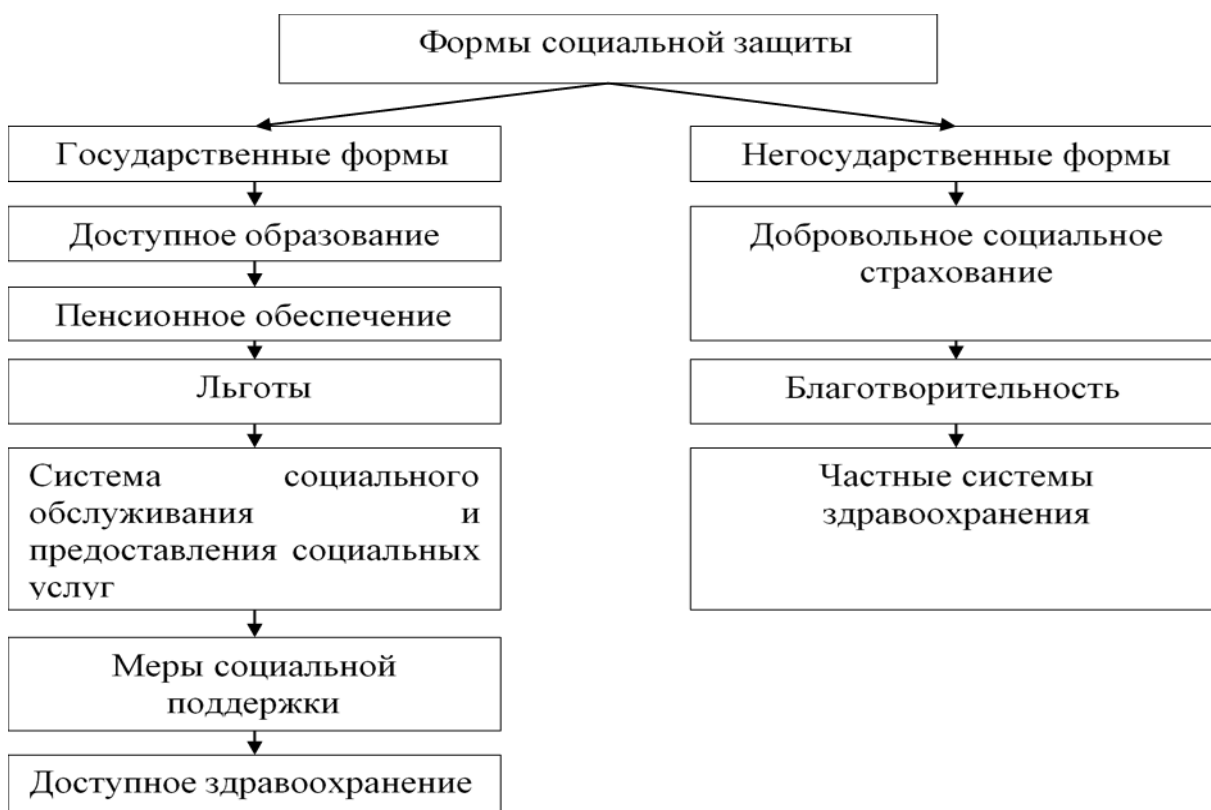 Формы социальной защиты
Государственные формы
Доступное образование
Пенсионное обеспечение
Льготы
Система социального
обслуживания и
предоставления социальных
услуг
Меры социальной
поддержки
Доступное здравоохранение
Негосударственные формы
Добровольное социальное
страхование
Благотворительность
Частные системы
здравоохранения